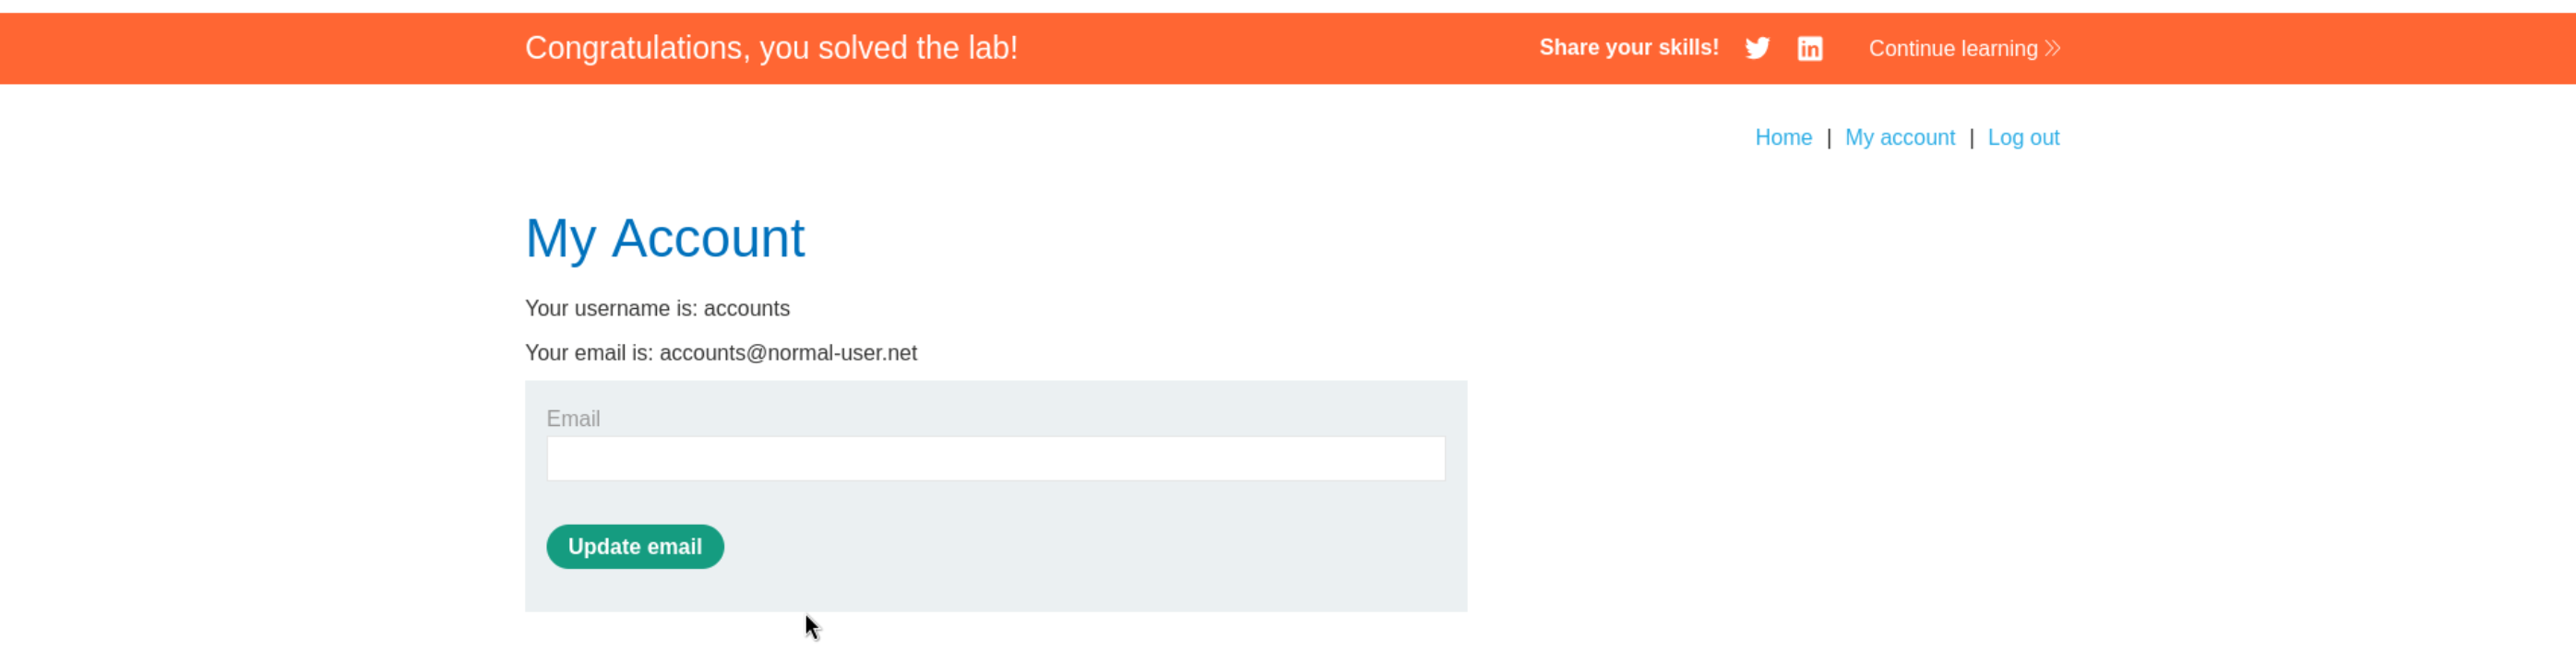 Congratulations, you solved the lab!
Share your skills!
Continue learning
Home | My account | Log out
My Account
Your username is: accounts
Your email is: accounts@normal-user.net
Email
Update email